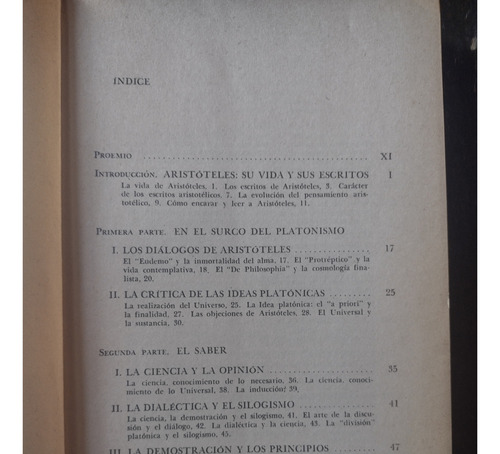 ÍNDICE
PROEMIO ........................ XI
INTRODUCCIÓN. ARISTÓTELES: SU VIDA Y SUS ESCRITOS 1
La vida de Aristóteles, 1. Los escritos de Aristóteles, 3. Carácter
de los escritos aristotélicos, 7. La evolución del pensamiento aris-
totélico, 9. Cómo encarar y leer a Aristóteles, 11.
PRIMERA PARTE. EN EL SURCO DEL PLATONISMO
I. LOS DIÁLOGOS DE ARISTÓTELES ............ 17
El "Eudemo" y la inmortalidad del alma, 17. El "Protréptico" y la
vida contemplativa, 18. El "De Philosophia" y la cosmología fina-
lista, 20.
II. LA CRÍTICA DE LAS IDEAS PLATÓNICAS ........ 25
La realización del Universo, 25. La Idea platónica: el "a priori" y
la finalidad, 27. Las objeciones de Aristóteles, 28. El Universal y
la sustancia, 30.
SEGUNDA PARTE. EL SABER
I. LA CIENCIA Y LA OPINIÓN ................ 35
La ciencia, conocimiento de lo necesario, 36. La ciencia, conoci-
miento de lo Universal, 38. La inducción, 39.
II. LA DIALÉCTICA Y EL SILOGISMO ............ 41
La ciencia, la demostración y el silogismo, 41. El arte de la discu-
sión y el diálogo, 42. La dialéctica y la ciencia, 43. La "división"
platónica y el silogismo, 45.
III. LA DEMOSTRACIÓN Y LOS PRINCIPIOS ........ 47